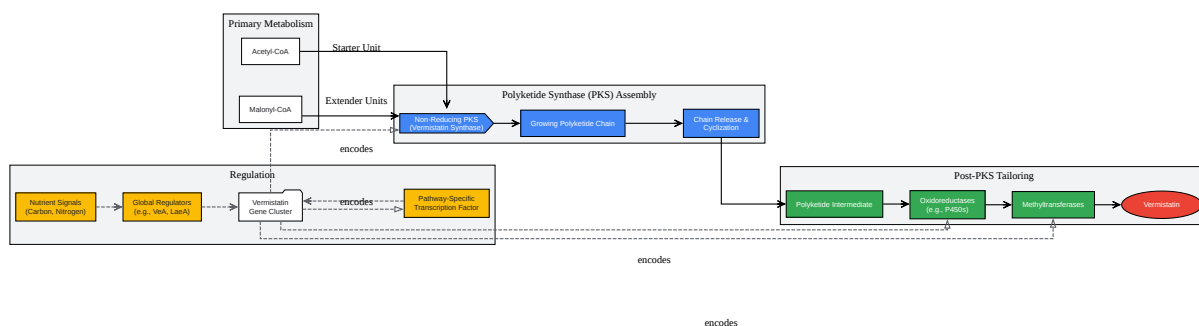 Primary Metabolism
Acetyl-CoA
Starter Unit
Malonyl-CoA
Extender Units
Polyketide Synthase (PKS) Assembly
Non-Reducing PKS
(Vermistatin Synthase)
Growing Polyketide Chain
Chain Release &
Cyclization
encodes
Regulation
Nutrient Signals
(Carbon, Nitrogen)
Global Regulators
(e.g., VeA, LaeA)
Vermistatin
Gene Cluster
encodes
Pathway-Specific
Transcription Factor
Post-PKS Tailoring
Polyketide Intermediate
Oxidoreductases
(e.g., P450s)
Methyltransferases
Vermistatin
encodes
encodes